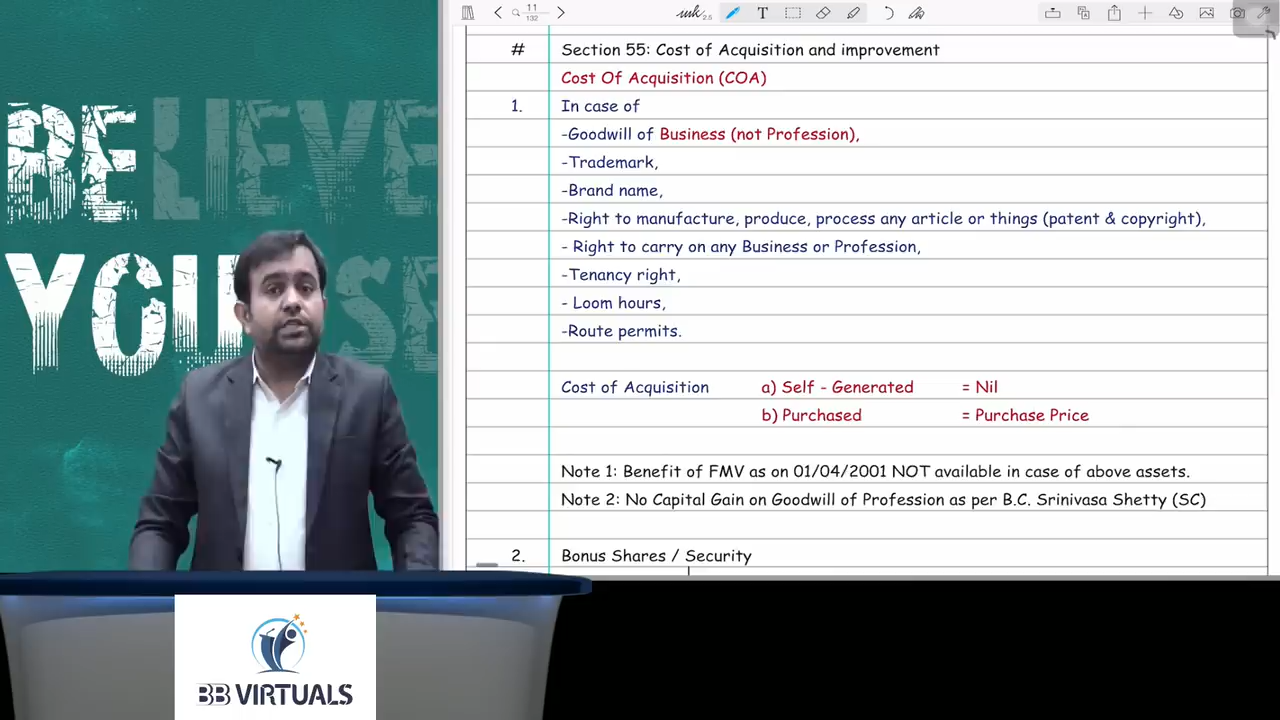 BELIEVE
YOU SE
11
132
2.5
T
# Section 55: Cost of Acquisition and improvement
Cost Of Acquisition (COA)
1. In case of
-Goodwill of Business (not Profession),
-Trademark,
-Brand name,
-Right to manufacture, produce, process any article or things (patent & copyright),
- Right to carry on any Business or Profession,
-Tenancy right,
- Loom hours,
-Route permits.
Cost of Acquisition a) Self - Generated = Nil
b) Purchased = Purchase Price
Note 1: Benefit of FMV as on 01/04/2001 NOT available in case of above assets.
Note 2: No Capital Gain on Goodwill of Profession as per B.C. Srinivasa Shetty (SC)
2. Bonus Shares / Security
BB VIRTUALS